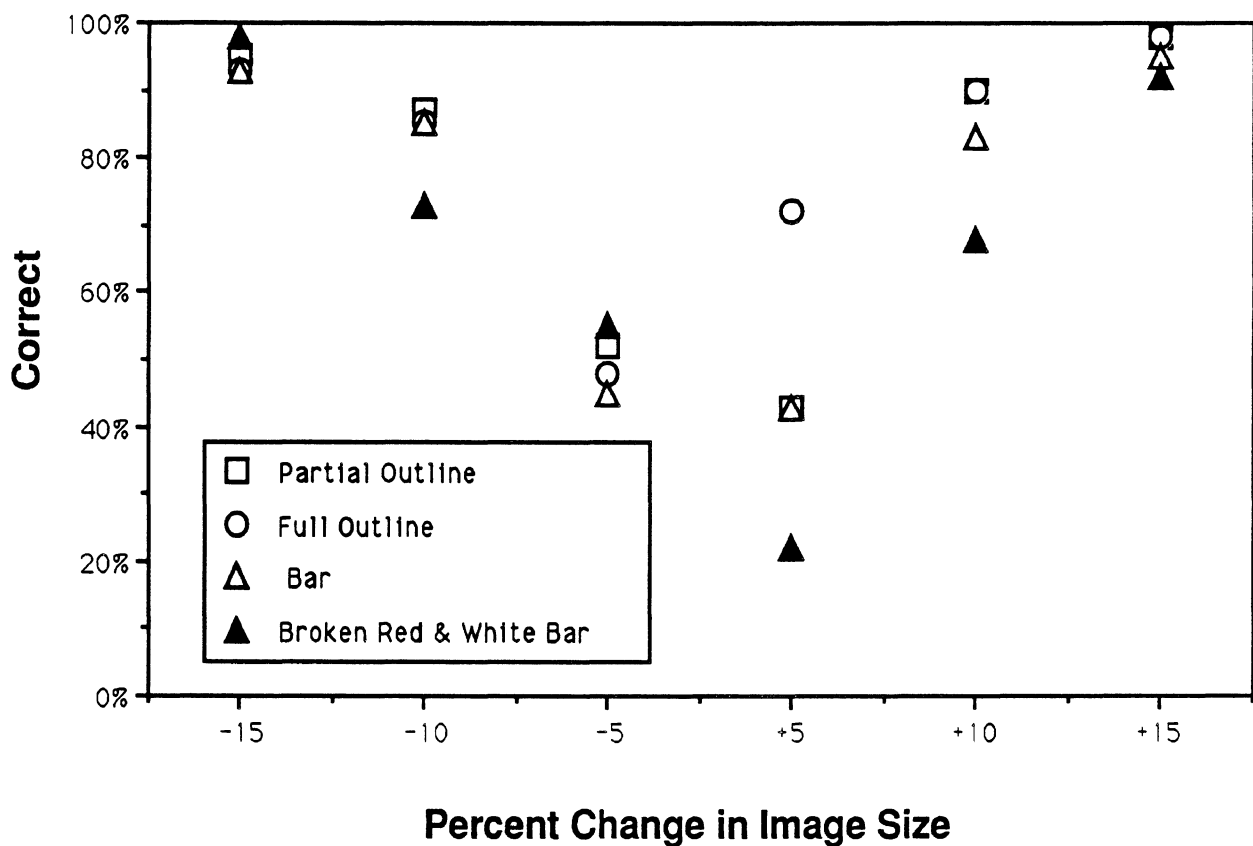 100%
80%
60%
40%
20%
0%
Correct
Partial Outline
Full Outline
Bar
Broken Red & White Bar
-15 -10 -5 +5 +10 +15
Percent Change in Image Size